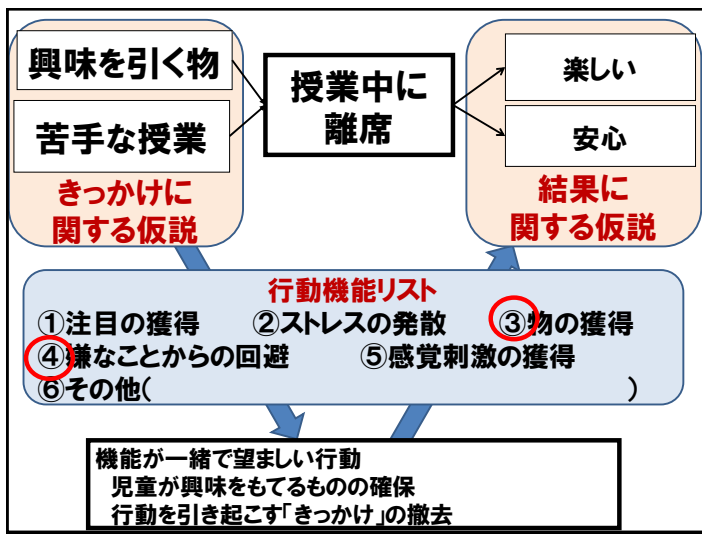 興味を引く物
苦手な授業
きっかけに
関する仮説
授業中に
離席
楽しい
安心
結果に
関する仮説
行動機能リスト
①注目の獲得 ②ストレスの発散 ③物の獲得
④嫌なことからの回避 ⑤感覚刺激の獲得
⑥その他( )
機能が一緒で望ましい行動
児童が興味をもてるものの確保
行動を引き起こす「きっかけ」の撤去